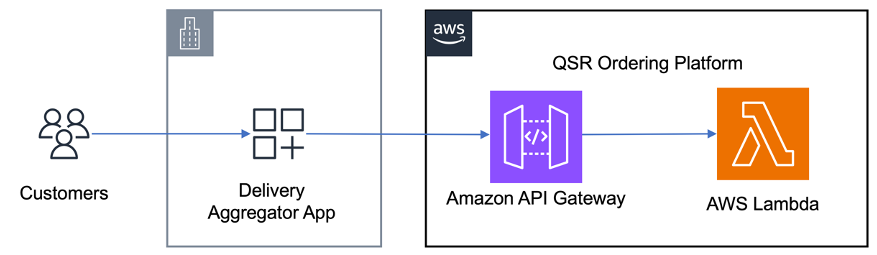 aws
QSR Ordering Platform
</>
Customers
Delivery
Aggregator App
Amazon API Gateway
AWS Lambda